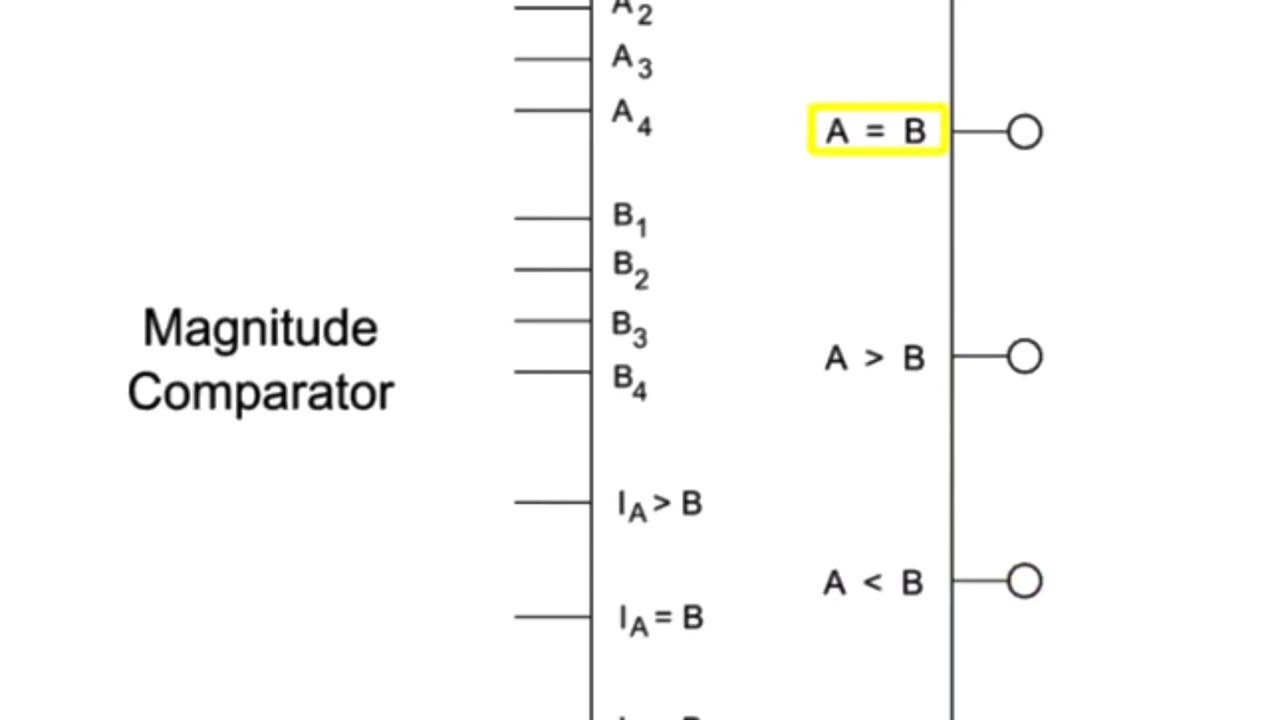 A2
A3
A4
A = B
B1
B2
Magnitude
Comparator
B3
B4
A > B
IA > B
A < B
IA = B